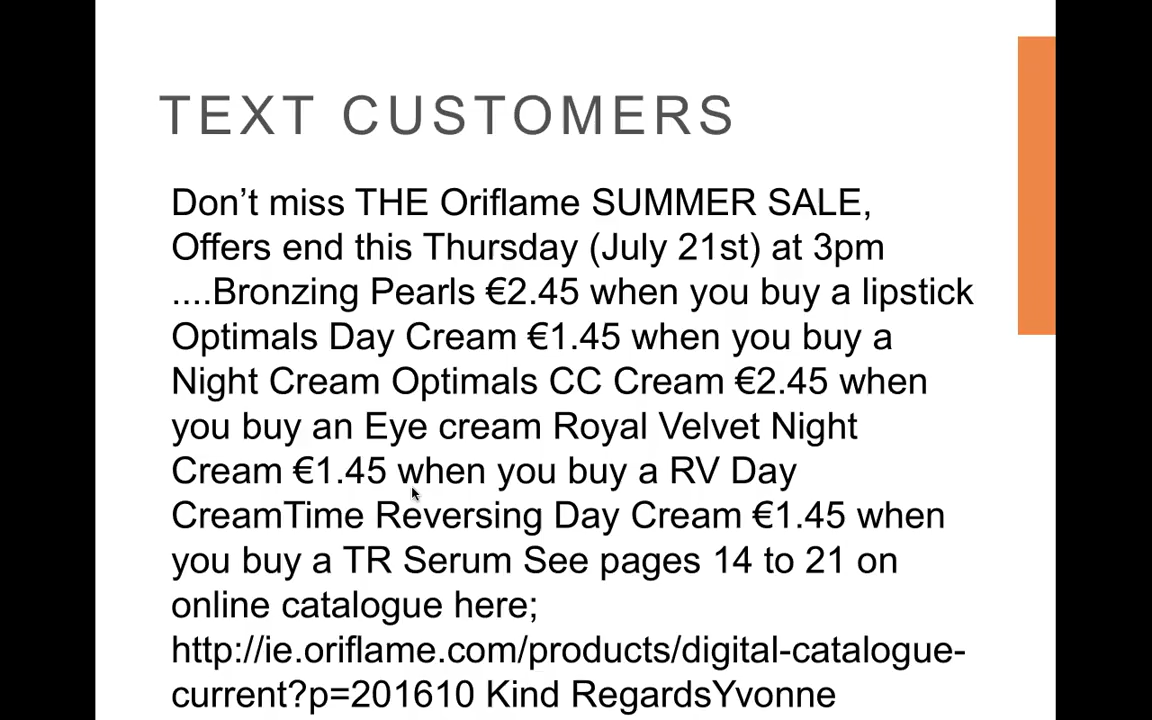 TEXT CUSTOMERS
Don’t miss THE Oriflame SUMMER SALE,
Offers end this Thursday (July 21st) at 3pm
....Bronzing Pearls €2.45 when you buy a lipstick
Optimals Day Cream €1.45 when you buy a
Night Cream Optimals CC Cream €2.45 when
you buy an Eye cream Royal Velvet Night
Cream €1.45 when you buy a RV Day
CreamTime Reversing Day Cream €1.45 when
you buy a TR Serum See pages 14 to 21 on
online catalogue here;
http://ie.oriflame.com/products/digital-catalogue-
current?p=201610 Kind RegardsYvonne